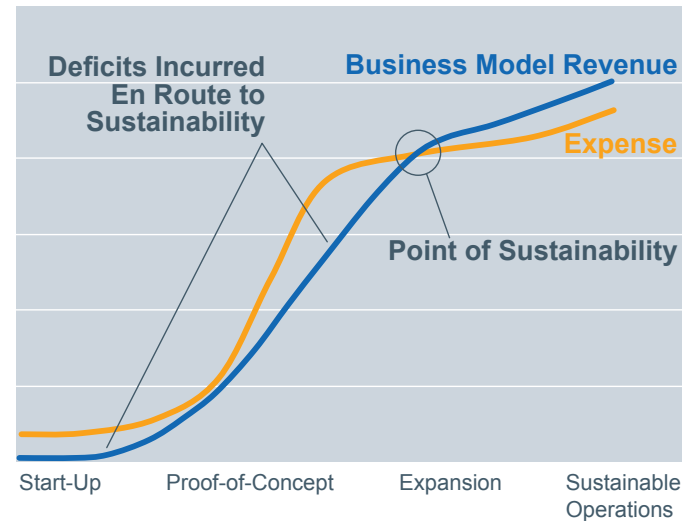 Deficits Incurred
En Route to
Sustainability
Business Model Revenue
Expense
Point of Sustainability
Start-Up
Proof-of-Concept
Expansion
Sustainable
Operations